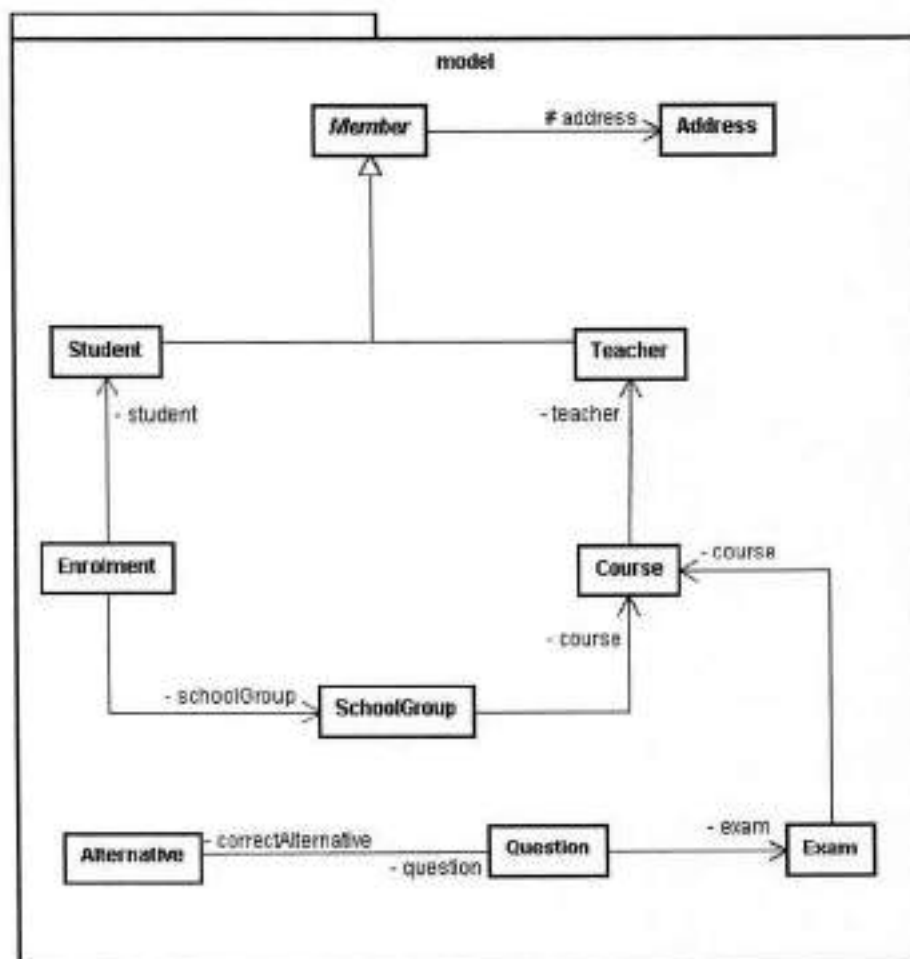 model
Member
# address
Address
Student
Teacher
- student
- teacher
Enrolment
Course
- course
- course
- schoolGroup
SchoolGroup
Alternative
- correctAlternative
- question
Question
- exam
Exam